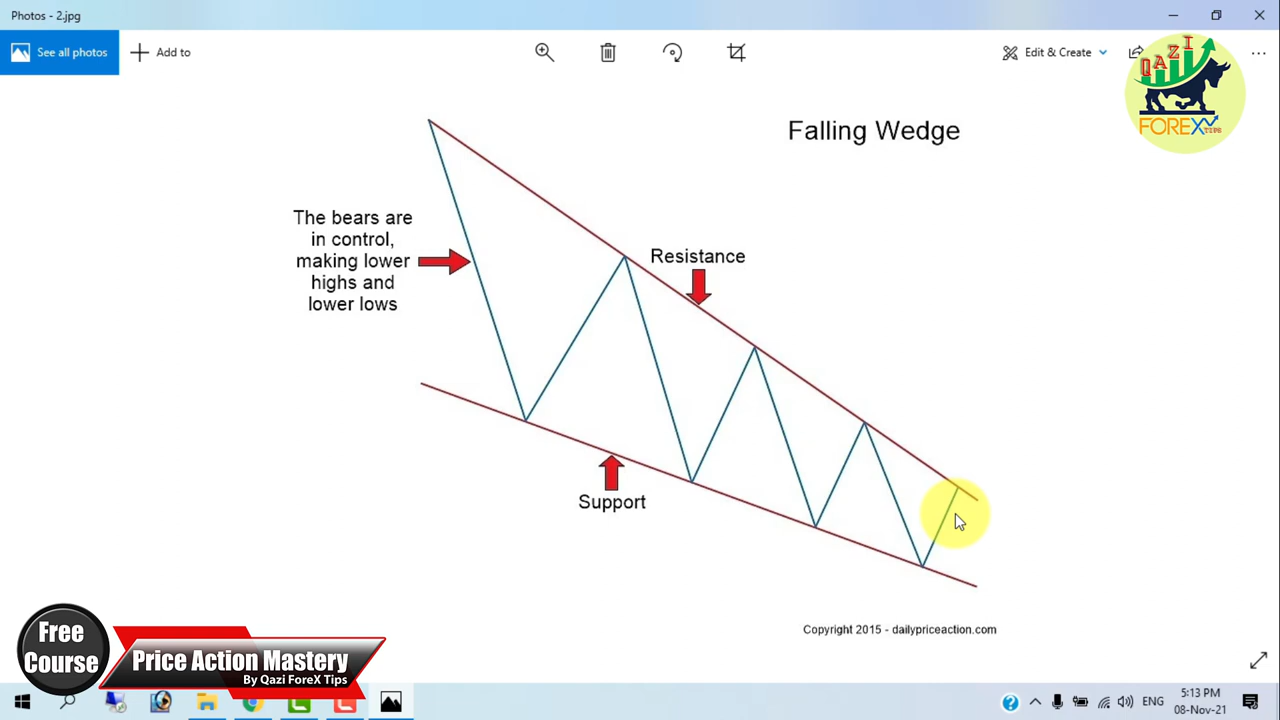 Photos - 2.jpg
See all photos
Add to
Edit & Create
QAZI
FOREX
TIPS
Falling Wedge
The bears are
in control,
making lower
highs and
lower lows
Resistance
Support
Copyright 2015 - dailypriceaction.com
Free
Course
Price Action Mastery
By Qazi ForeX Tips
ENG
5:13 PM
08-Nov-21